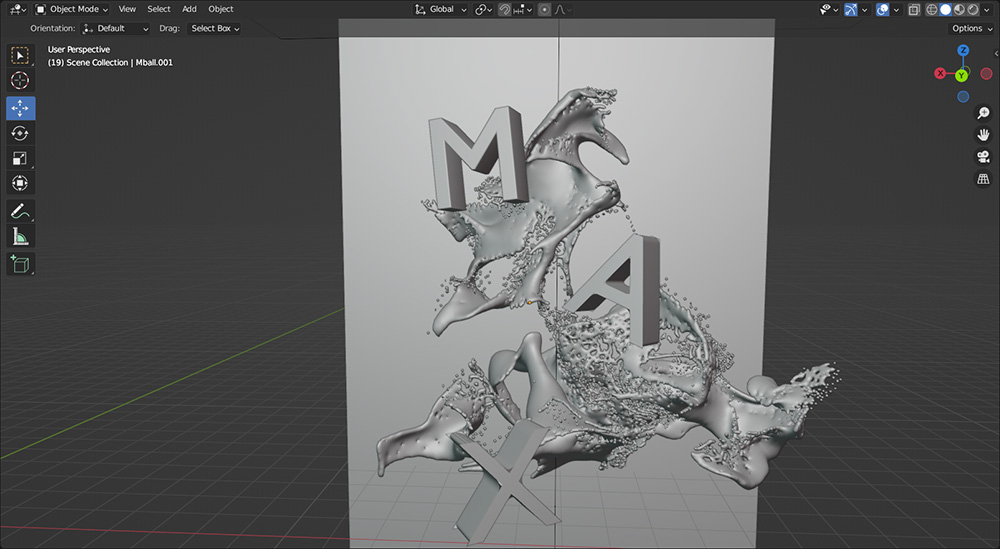 Object Mode View Select Add Object Global
Orientation: Default Drag: Select Box Options
User Perspective
(19) Scene Collection | Mball.001
Z
X
Y
M
A
X